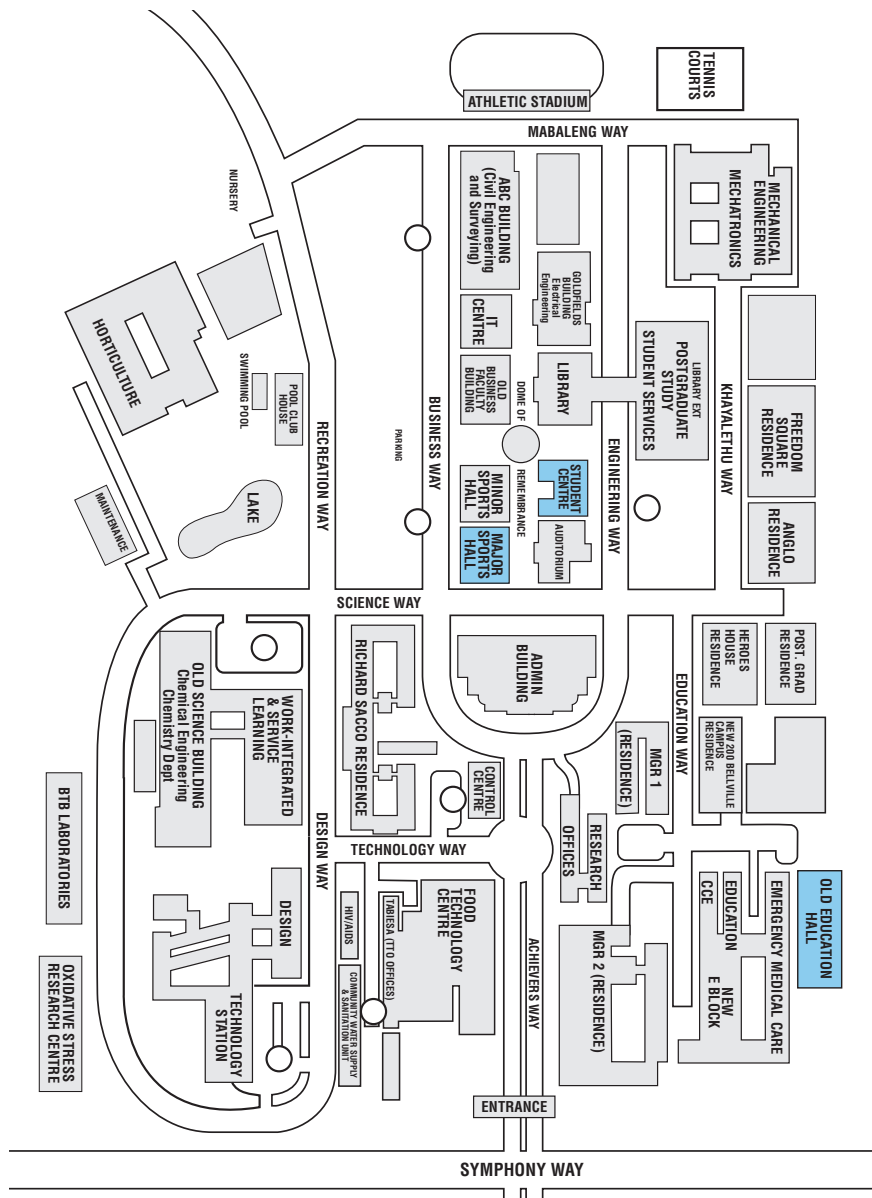 ATHLETIC STADIUM
TENNIS
COURTS
MABALENG WAY
NURSERY
ABC BUILDING
(Civil Engineering
and Surveying)
MECHANICAL
ENGINEERING
MECHATRONICS
GOLDFIELDS
BUILDING
Electrical
Engineering
HORTICULTURE
SWIMMING POOL
POOL CLUB
HOUSE
RECREATION WAY
PARKING
BUSINESS WAY
IT
CENTRE
OLD
BUSINESS
FACULTY
BUILDING
DOME OF
REMEMBRANCE
LIBRARY
ENGINEERING WAY
LIBRARY EXT
POSTGRADUATE
STUDY
STUDENT SERVICES
KHAYALETHU WAY
FREEDOM
SQUARE
RESIDENCE
ANGLO
RESIDENCE
MAINTENANCE
LAKE
MINOR
SPORTS
HALL
STUDENT
CENTRE
MAJOR
SPORTS
HALL
AUDITORIUM
SCIENCE WAY
OLD SCIENCE BUILDING
Chemical Engineering
Chemistry Dept
WORK-INTEGRATED
& SERVICE
LEARNING
RICHARD SACCO RESIDENCE
ADMIN
BUILDING
EDUCATION WAY
HEROES
HOUSE
RESIDENCE
POST. GRAD
RESIDENCE
MGR 1
(RESIDENCE)
NEW 200 BELLVILLE
CAMPUS
RESIDENCE
CONTROL
CENTRE
BTB LABORATORIES
DESIGN WAY
TECHNOLOGY WAY
RESEARCH
OFFICES
OLD EDUCATION
HALL
EMERGENCY MEDICAL CARE
EDUCATION
CCE
NEW
E BLOCK
DESIGN
HIV/AIDS
TABIESA (TTO OFFICES)
FOOD
TECHNOLOGY
CENTRE
ACHIEVERS WAY
MGR 2 (RESIDENCE)
OXIDATIVE STRESS
RESEARCH CENTRE
TECHNOLOGY
STATION
COMMUNITY WATER SUPPLY
& SANITATION UNIT
ENTRANCE
SYMPHONY WAY